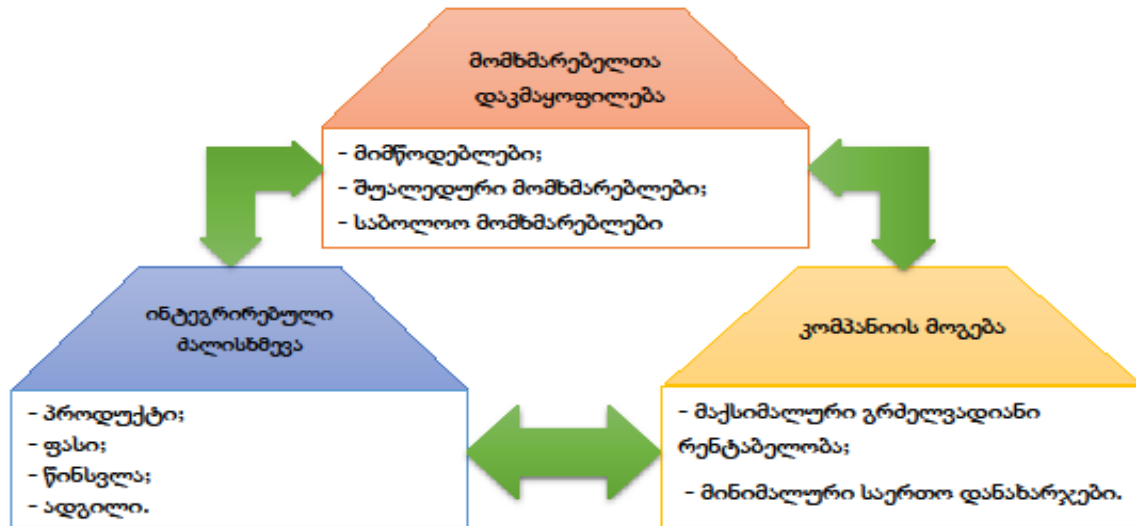 მომხმარებელთა
დაკმაყოფილება
- მიმწოდებლები;
- შუალედური მომხმარებლები;
- საბოლოო მომხმარებლები
ინტეგრირებული
ძალისხმევა
- პროდუქტი;
- ფასი;
- წინსვლა;
- ადგილი.
კომპანიის მოგება
- მაქსიმალური გრძელვადიანი
რენტაბელობა;
- მინიმალური საერთო დანახარჯები.